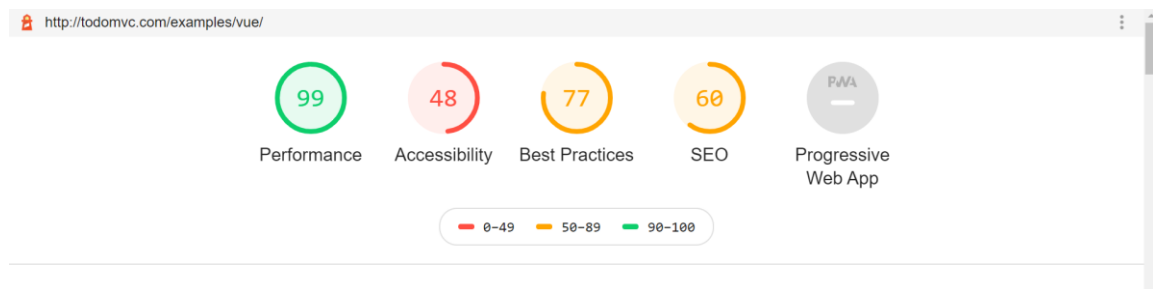 http://todomvc.com/examples/vue/
99 48 77 60 PWA
Performance Accessibility Best Practices SEO Progressive
Web App
0-49 50-89 90-100